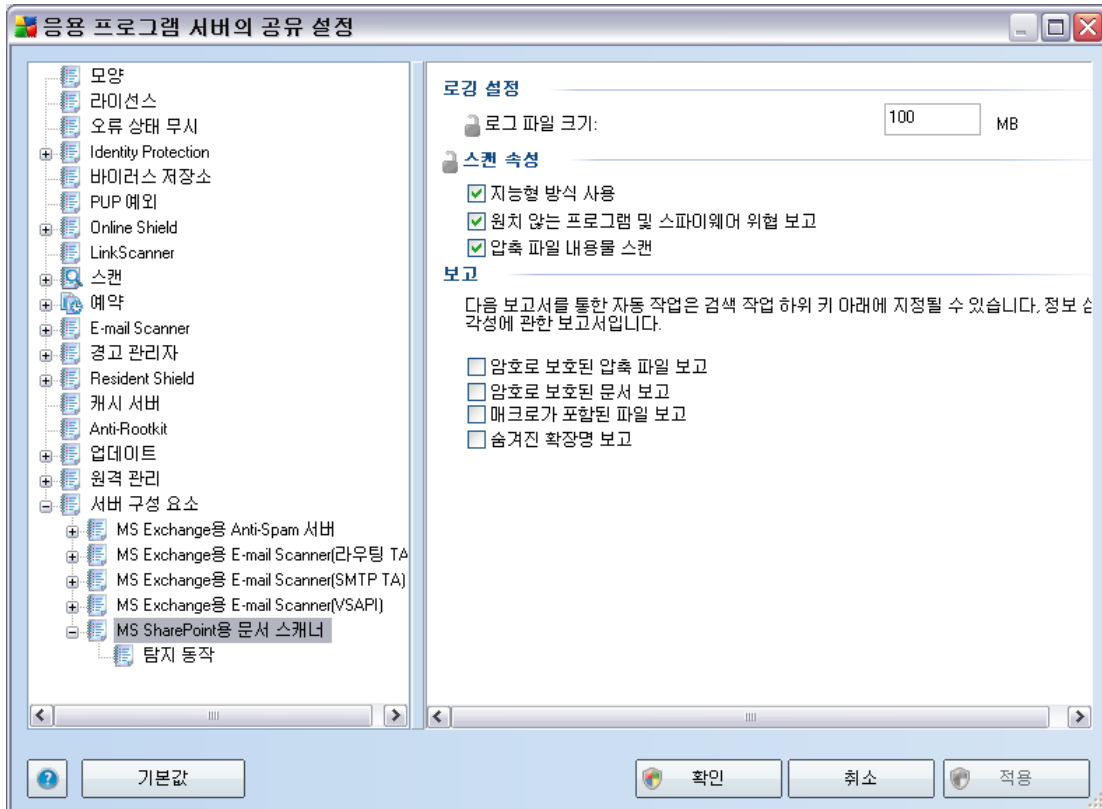 응용 프로그램 서버의 공유 설정
모양
라이선스
오류 상태 무시
Identity Protection
바이러스 저장소
PUP 예외
Online Shield
LinkScanner
스캔
예약
E-mail Scanner
경고 관리자
Resident Shield
캐시 서버
Anti-Rootkit
업데이트
원격 관리
서버 구성 요소
MS Exchange용 Anti-Spam 서버
MS Exchange용 E-mail Scanner(라우팅 TA
MS Exchange용 E-mail Scanner(SMTP TA)
MS Exchange용 E-mail Scanner(VSAPI)
MS SharePoint용 문서 스캐너
탐지 동작
로깅 설정
로그 파일 크기:
100
MB
스캔 속성
지능형 방식 사용
원치 않는 프로그램 및 스파이웨어 위협 보고
압축 파일 내용물 스캔
보고
다음 보고서를 통한 자동 작업은 검색 작업 하위 키 아래에 지정될 수 있습니다. 정보
각성에 관한 보고서입니다.
암호로 보호된 압축 파일 보고
암호로 보호된 문서 보고
매크로가 포함된 파일 보고
숨겨진 확장명 보고
기본값
확인
취소
적용